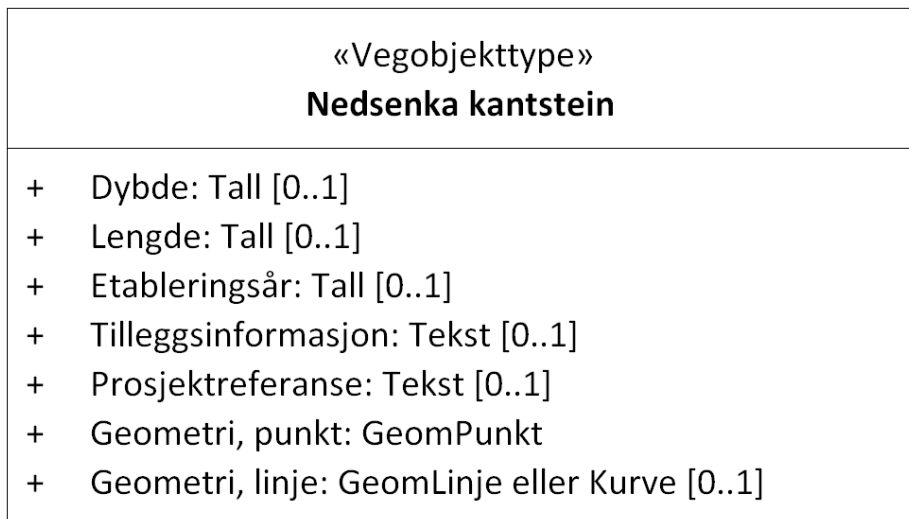 «Vegobjekttype»
Nedsenka kantstein
+ Dybde: Tall [0..1]
+ Lengde: Tall [0..1]
+ Etableringsår: Tall [0..1]
+ Tilleggsinformasjon: Tekst [0..1]
+ Prosjektreferanse: Tekst [0..1]
+ Geometri, punkt: GeomPunkt
+ Geometri, linje: GeomLinje eller Kurve [0..1]